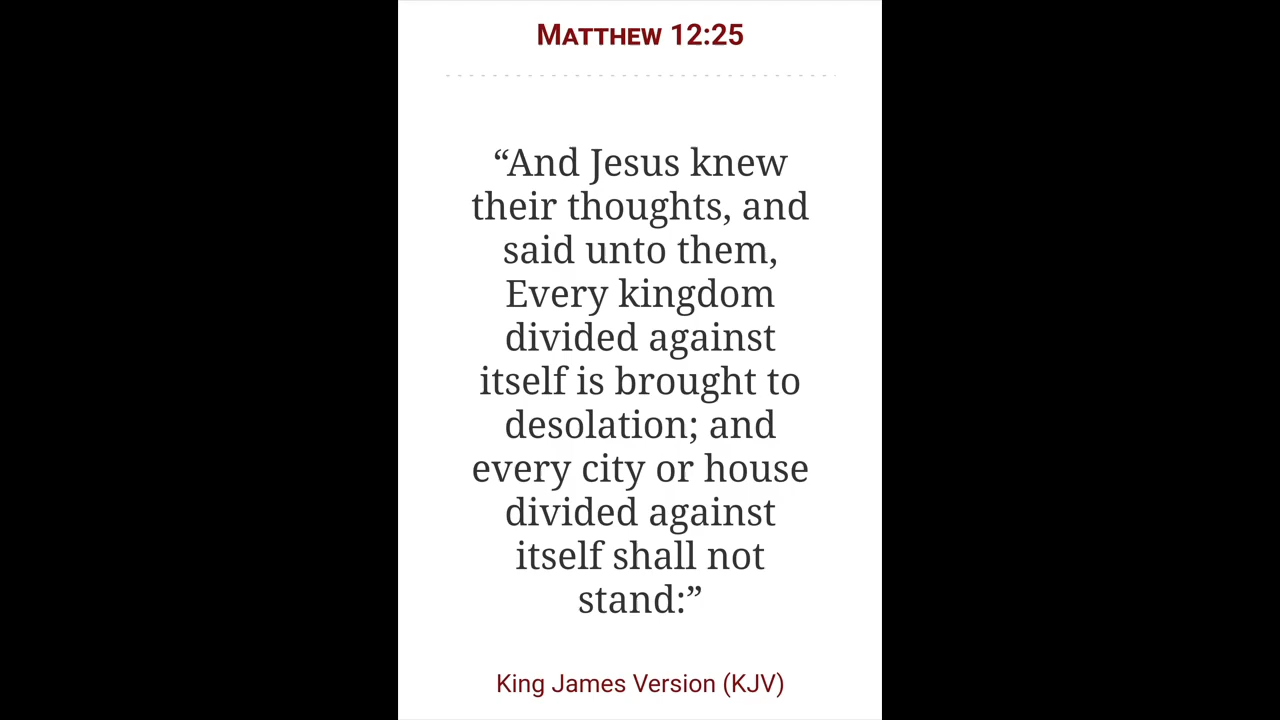 Matthew 12:25
“And Jesus knew
their thoughts, and
said unto them,
Every kingdom
divided against
itself is brought to
desolation; and
every city or house
divided against
itself shall not
stand:”
King James Version (KJV)